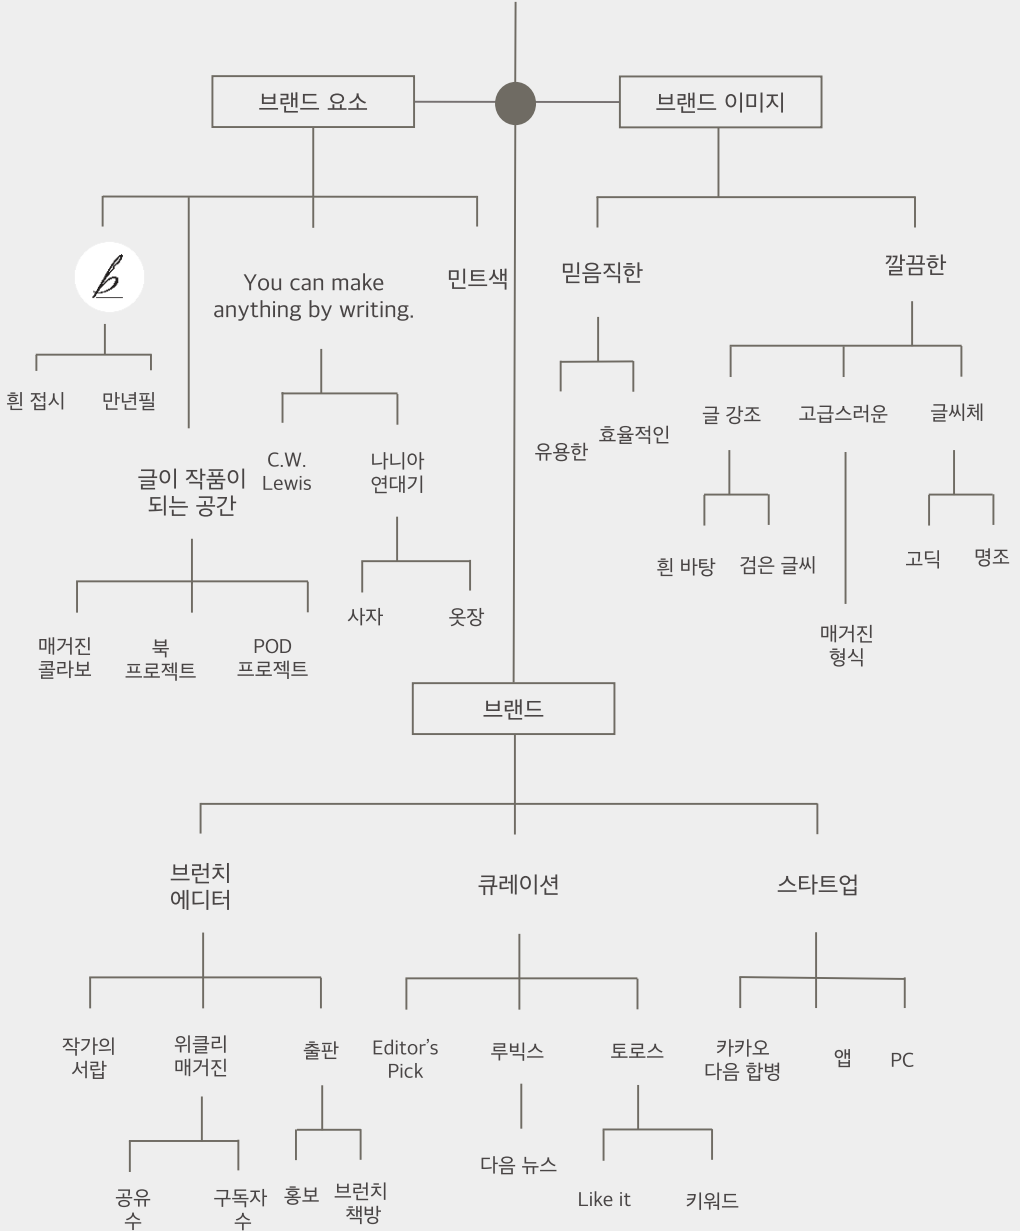 브랜드 요소
브랜드 이미지
b
You can make
anything by writing.
민트색
믿음직한
깔끔한
흰 접시
만년필
글이 작품이
되는 공간
C.W.
Lewis
나니아
연대기
유용한
효율적인
글 강조
고급스러운
글씨체
흰 바탕
검은 글씨
고딕
명조
매거진
형식
사자
옷장
매거진
콜라보
북
프로젝트
POD
프로젝트
브랜드
브런치
에디터
큐레이션
스타트업
작가의
서랍
위클리
매거진
출판
Editor’s
Pick
루빅스
토로스
카카오
다음 합병
앱
PC
공유
수
구독자
수
홍보
브런치
책방
다음 뉴스
Like it
키워드